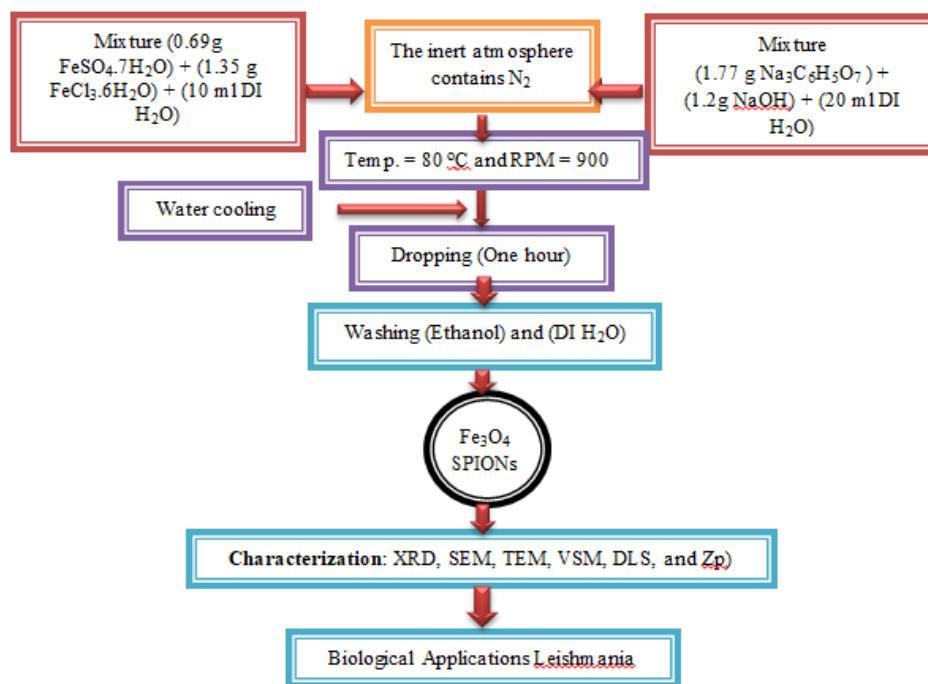 Mixture (0.69g
FeSO₄.7H₂O) + (1.35 g
FeCl₃.6H₂O) + (10 ml DI
H₂O)
The inert atmosphere
contains N₂
Mixture
(1.77 g Na₃C₆H₅O₇ ) +
(1.2g NaOH) + (20 ml DI
H₂O)
Temp. = 80 °C and RPM = 900
Water cooling
Dropping (One hour)
Washing (Ethanol) and (DI H₂O)
Fe₃O₄
SPIONs
Characterization: XRD, SEM, TEM, VSM, DLS, and Zp)
Biological Applications Leishmania